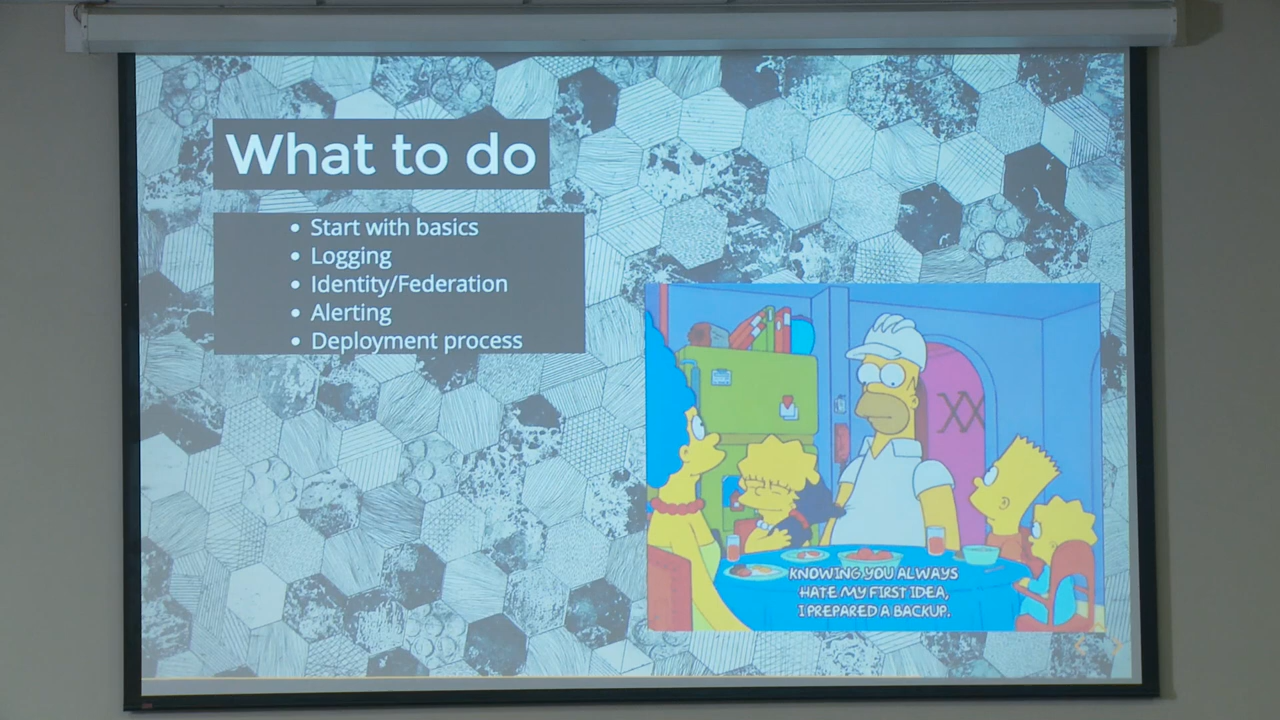 What to do
• Start with basics
• Logging
• Identity/Federation
• Alerting
• Deployment process
KNOWING YOU ALWAYS
HATE MY FIRST IDEA,
I PREPARED A BACKUP.